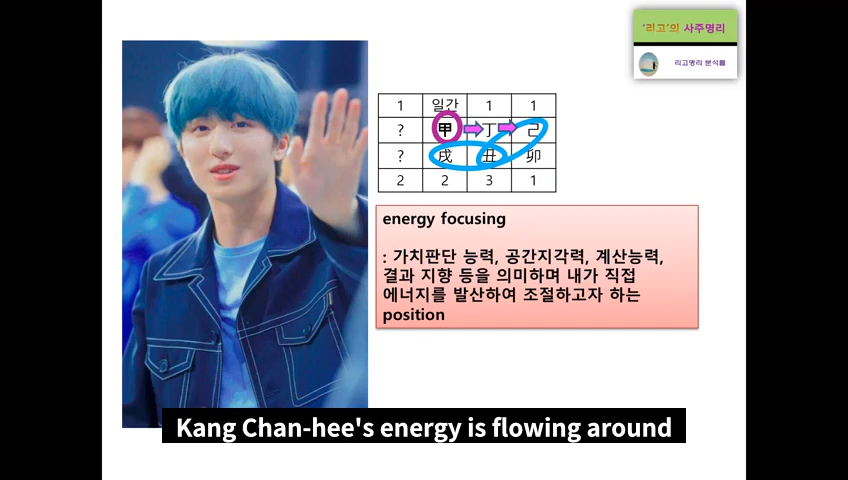 '리고'의 사주명리
리고명리 분석틀
1 일간 1 1
? 甲 丁 己
? 戌 丑 卯
2 2 3 1
energy focusing
: 가치판단 능력, 공간지각력, 계산능력,
결과 지향 등을 의미하며 내가 직접
에너지를 발산하여 조절하고자 하는
position
Kang Chan-hee's energy is flowing around